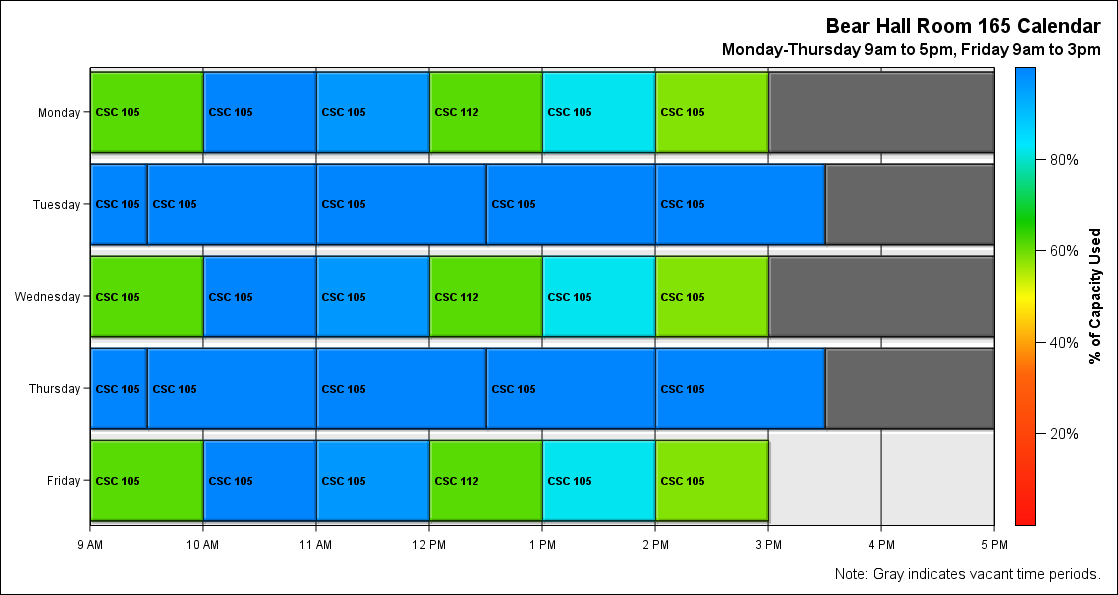 Bear Hall Room 165 Calendar
Monday-Thursday 9am to 5pm, Friday 9am to 3pm
Monday
CSC 105 CSC 105 CSC 105 CSC 112 CSC 105 CSC 105
Tuesday
CSC 105 CSC 105 CSC 105 CSC 105 CSC 105
Wednesday
CSC 105 CSC 105 CSC 105 CSC 112 CSC 105 CSC 105
Thursday
CSC 105 CSC 105 CSC 105 CSC 105 CSC 105
Friday
CSC 105 CSC 105 CSC 105 CSC 112 CSC 105 CSC 105
9 AM 10 AM 11 AM 12 PM 1 PM 2 PM 3 PM 4 PM 5 PM
80%
60%
40%
20%
% of Capacity Used
Note: Gray indicates vacant time periods.